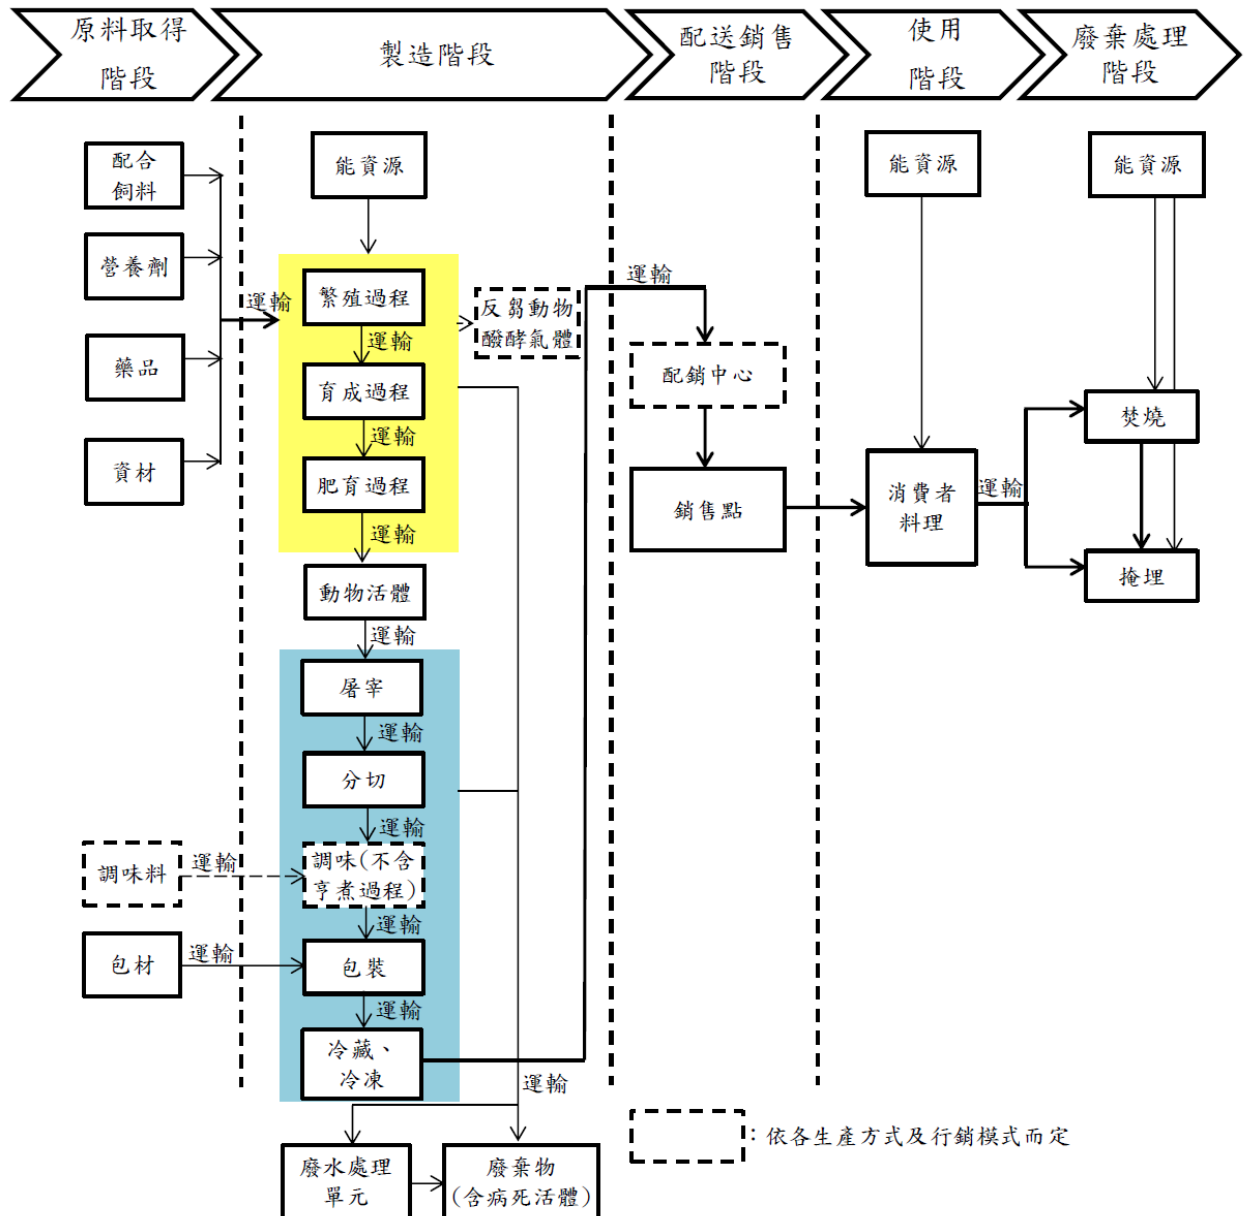 原料取得
階段
製造階段
配送銷售
階段
使用
階段
廢棄處理
階段
配合
飼料
營養劑
藥品
資材
運輸
調味料
運輸
包材
運輸
能資源
繁殖過程
運輸
育成過程
運輸
肥育過程
運輸
動物活體
運輸
屠宰
運輸
分切
運輸
調味(不含
亨煮過程)
運輸
包裝
運輸
冷藏、
冷凍
反芻動物
醱酵氣體
運輸
廢水處理
單元
廢棄物
(含病死活體)
運輸
配銷中心
銷售點
能資源
消費者
料理
運輸
能資源
焚燒
掩埋
：依各生產方式及行銷模式而定